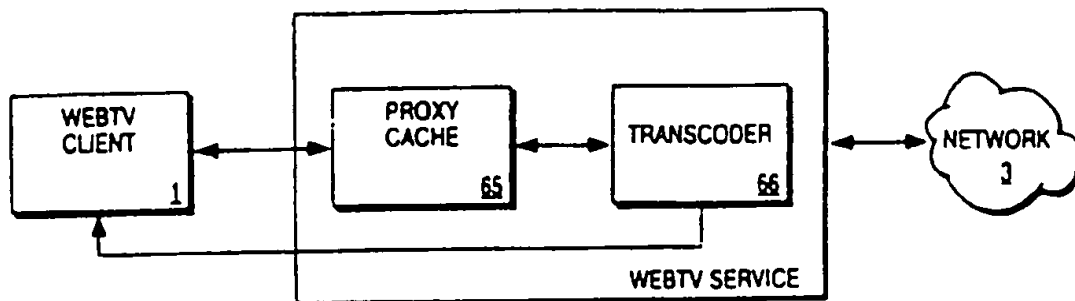 WEBTV
CLIENT
1
PROXY
CACHE
65
TRANSCODER
66
NETWORK
3
WEBTV SERVICE